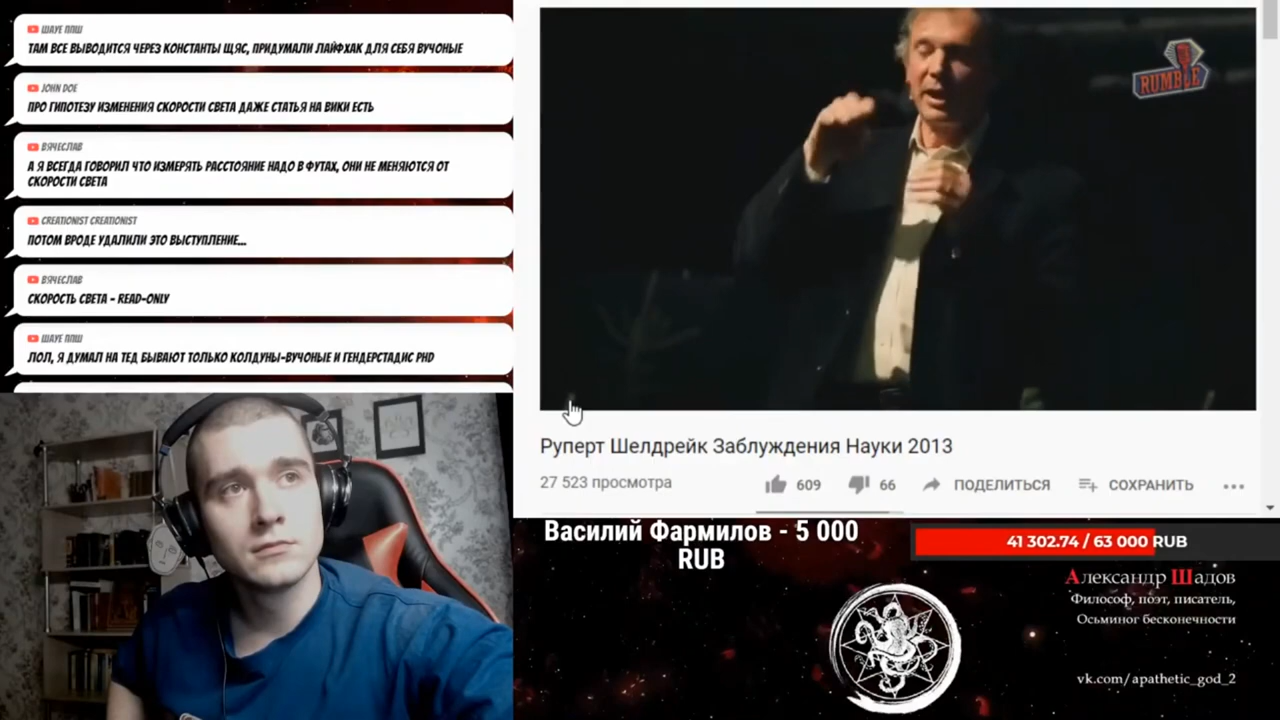 ШАУЕ ППШ
ТАМ ВСЕ ВЫВОДИТСЯ ЧЕРЕЗ КОНСТАНТЫ ЩЯС, ПРИДУМАЛИ ЛАЙФХАК ДЛЯ СЕБЯ ВУЧОНЫЕ
JOHN DOE
ПРО ГИПОТЕЗУ ИЗМЕНЕНИЯ СКОРОСТИ СВЕТА ДАЖЕ СТАТЬЯ НА ВИКИ ЕСТЬ
ВЯЧЕСЛАВ
А Я ВСЕГДА ГОВОРИЛ ЧТО ИЗМЕРЯТЬ РАССТОЯНИЕ НАДО В ФУТАХ, ОНИ НЕ МЕНЯЮТСЯ ОТ
СКОРОСТИ СВЕТА
CREATIONIST CREATIONIST
ПОТОМ ВРОДЕ УДАЛИЛИ ЭТО ВЫСТУПЛЕНИЕ...
ВЯЧЕСЛАВ
СКОРОСТЬ СВЕТА - READ-ONLY
ШАУЕ ППШ
ЛОЛ, Я ДУМАЛ НА ТЕД БЫВАЮТ ТОЛЬКО КОЛДУНЫ-ВУЧОНЫЕ И ГЕНДЕРСТАДИС PHD
RUMBLE
Руперт Шелдрейк Заблуждения Науки 2013
27 523 просмотра
609
66
ПОДЕЛИТЬСЯ
СОХРАНИТЬ
Василий Фармилов - 5 000
RUB
41 302.74 / 63 000 RUB
Александр Шадов
Философ, поэт, писатель,
Осьминог бесконечности
vk.com/apathetic_god_2